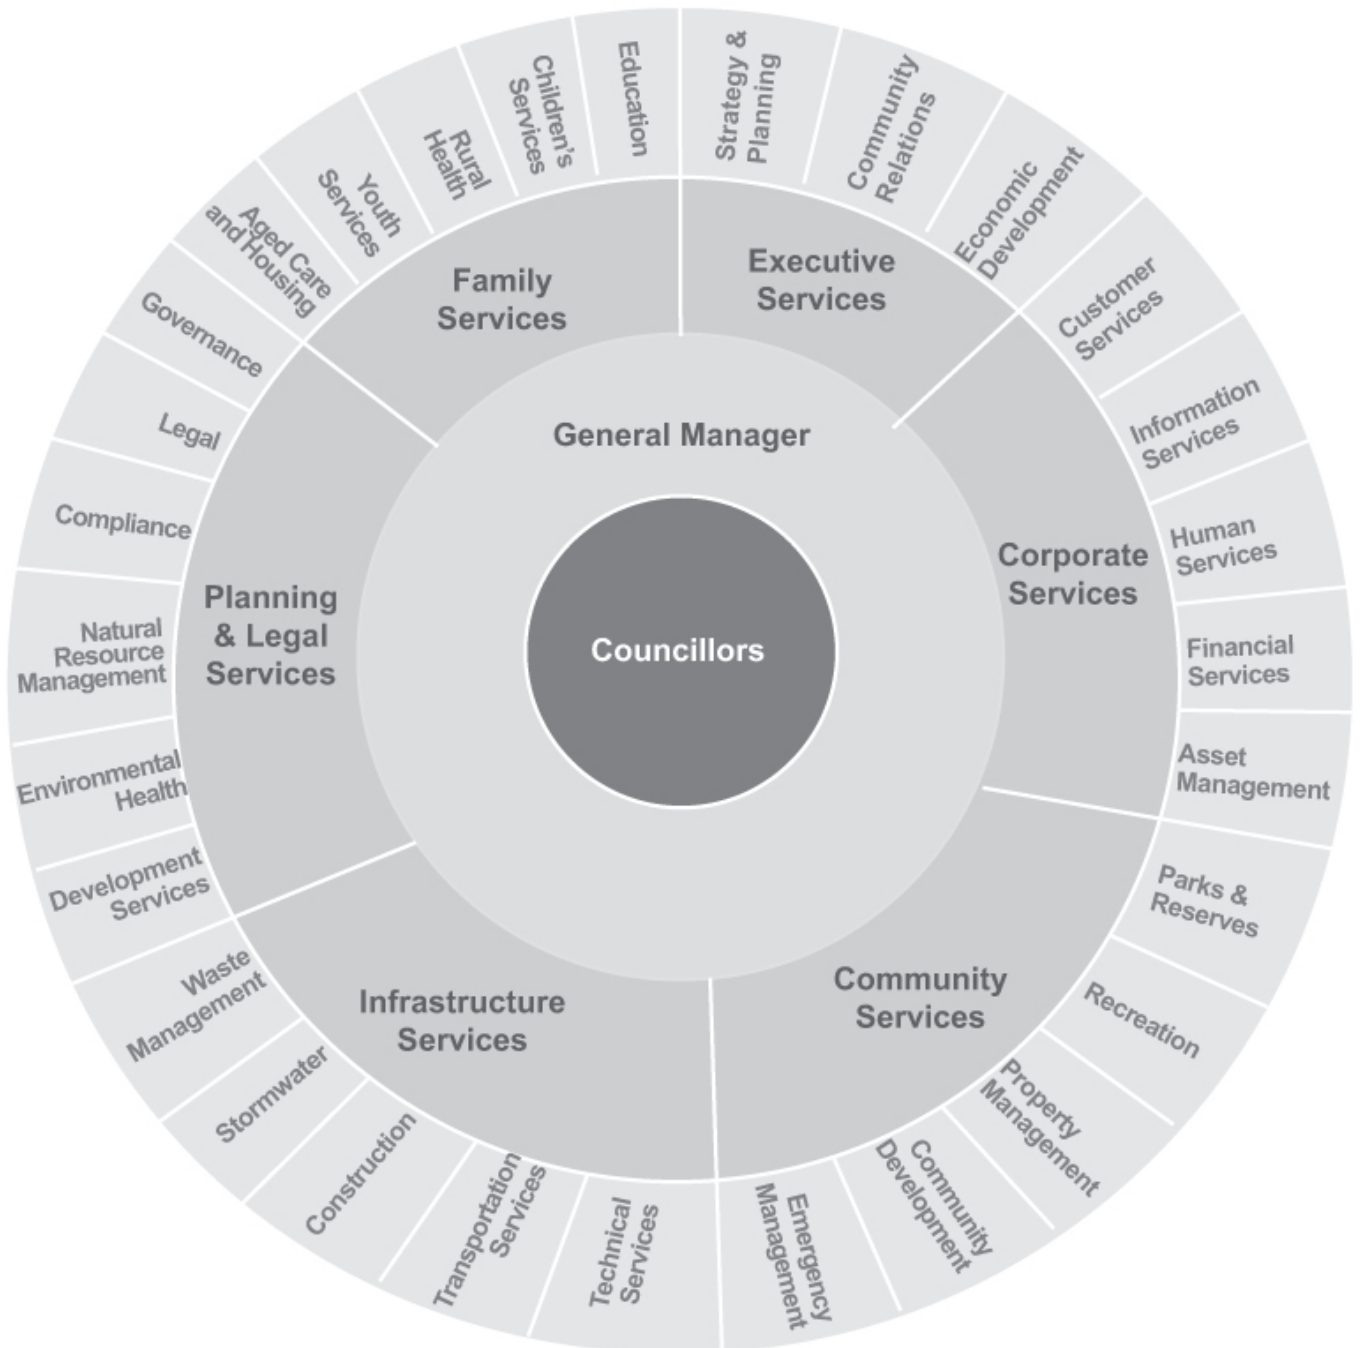 Councillors
General Manager
Executive
Services
Corporate
Services
Community
Services
Infrastructure
Services
Planning
& Legal
Services
Family
Services
Strategy &
Planning
Community
Relations
Economic
Development
Customer
Services
Information
Services
Human
Services
Financial
Services
Asset
Management
Parks &
Reserves
Recreation
Property
Management
Community
Development
Emergency
Management
Technical
Services
Transportation
Services
Construction
Stormwater
Waste
Management
Development
Services
Environmental
Health
Natural
Resource
Management
Compliance
Legal
Governance
Aged Care
and Housing
Youth
Services
Rural
Health
Children's
Services
Education